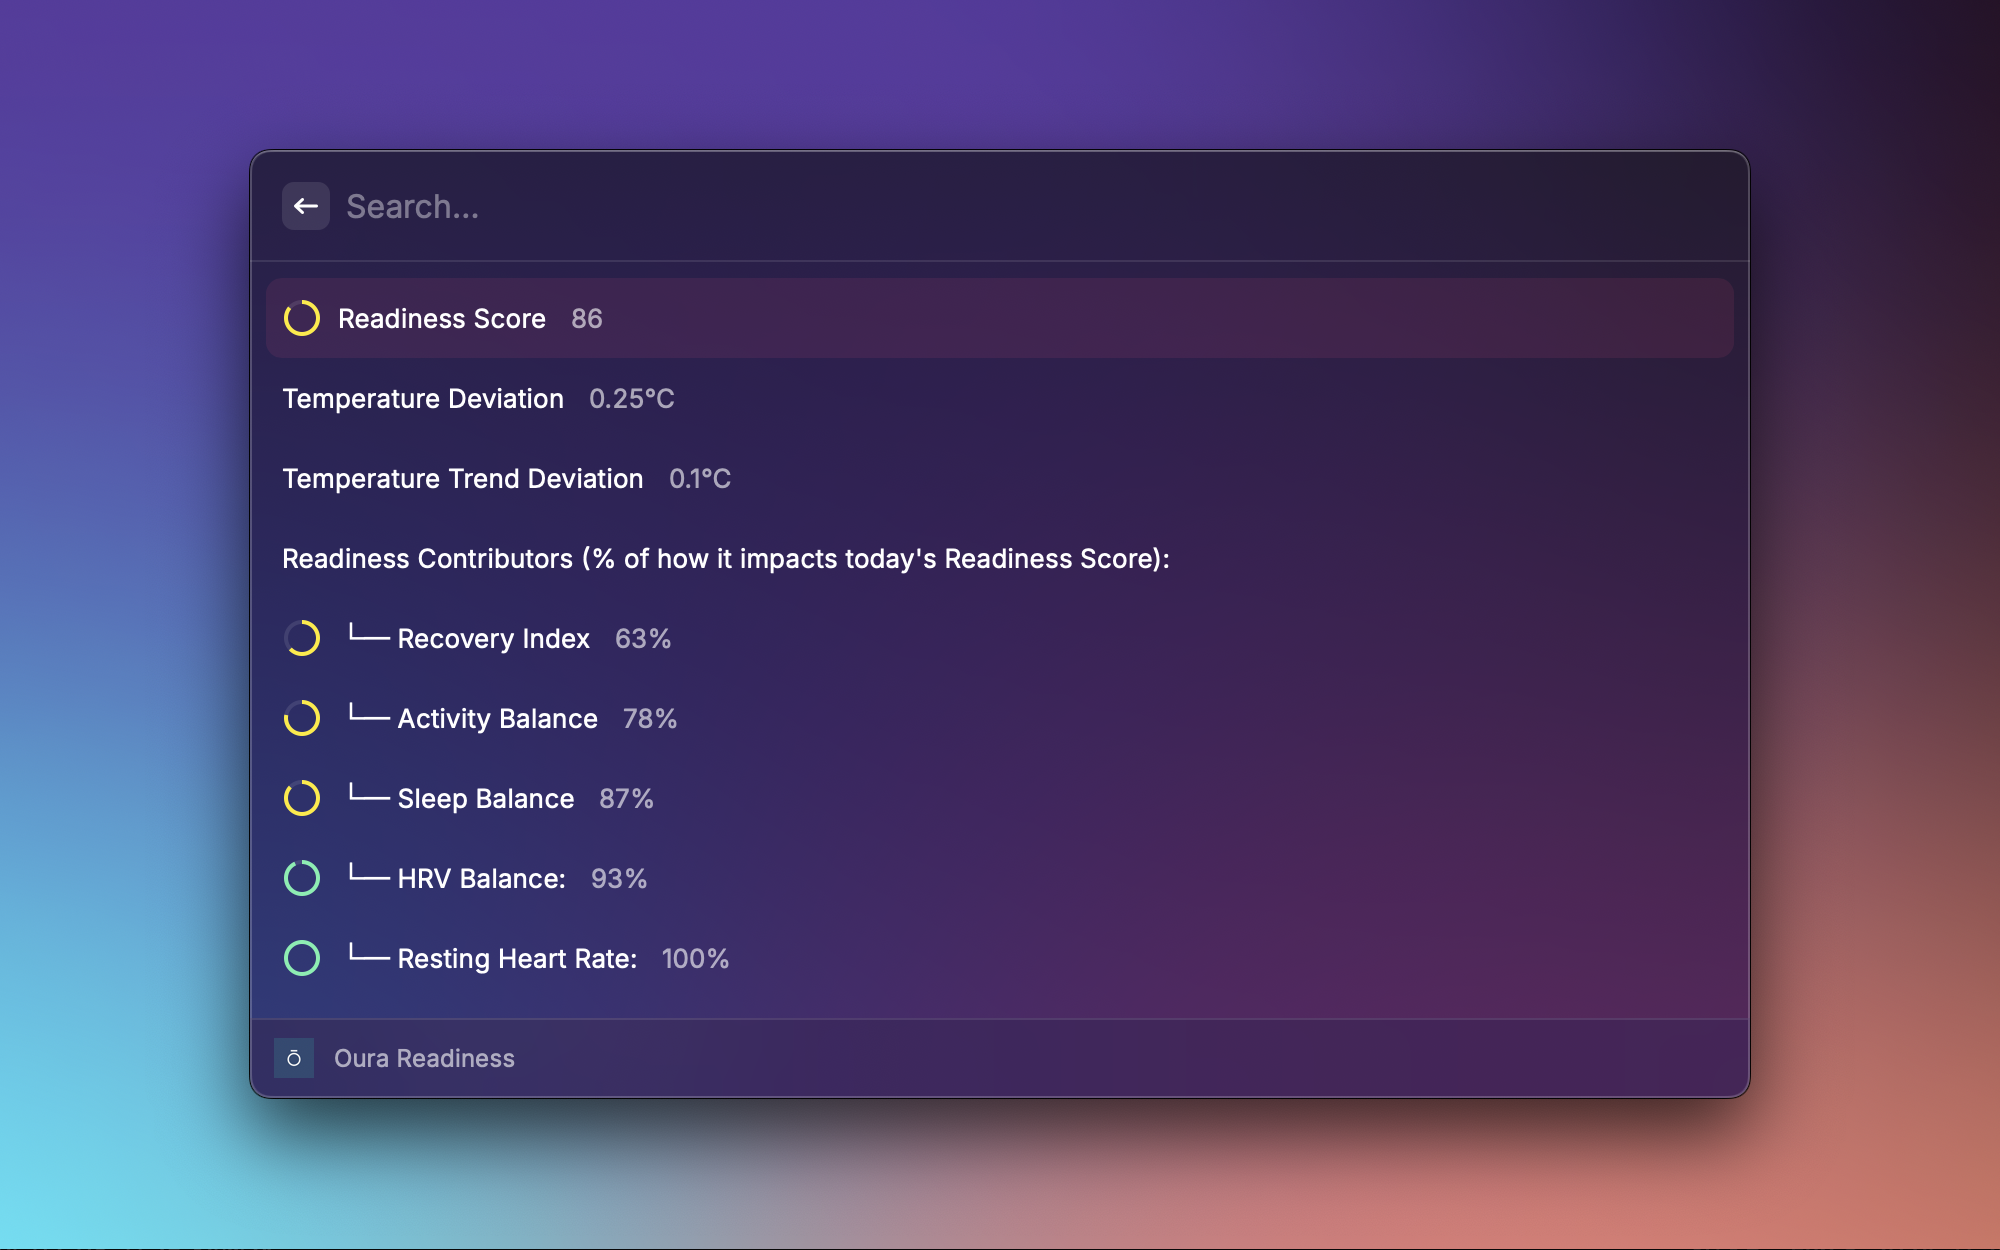 Search...
Readiness Score 86
Temperature Deviation 0.25°C
Temperature Trend Deviation 0.1°C
Readiness Contributors (% of how it impacts today's Readiness Score):
└── Recovery Index 63%
└── Activity Balance 78%
└── Sleep Balance 87%
└── HRV Balance: 93%
└── Resting Heart Rate: 100%
Ō Oura Readiness